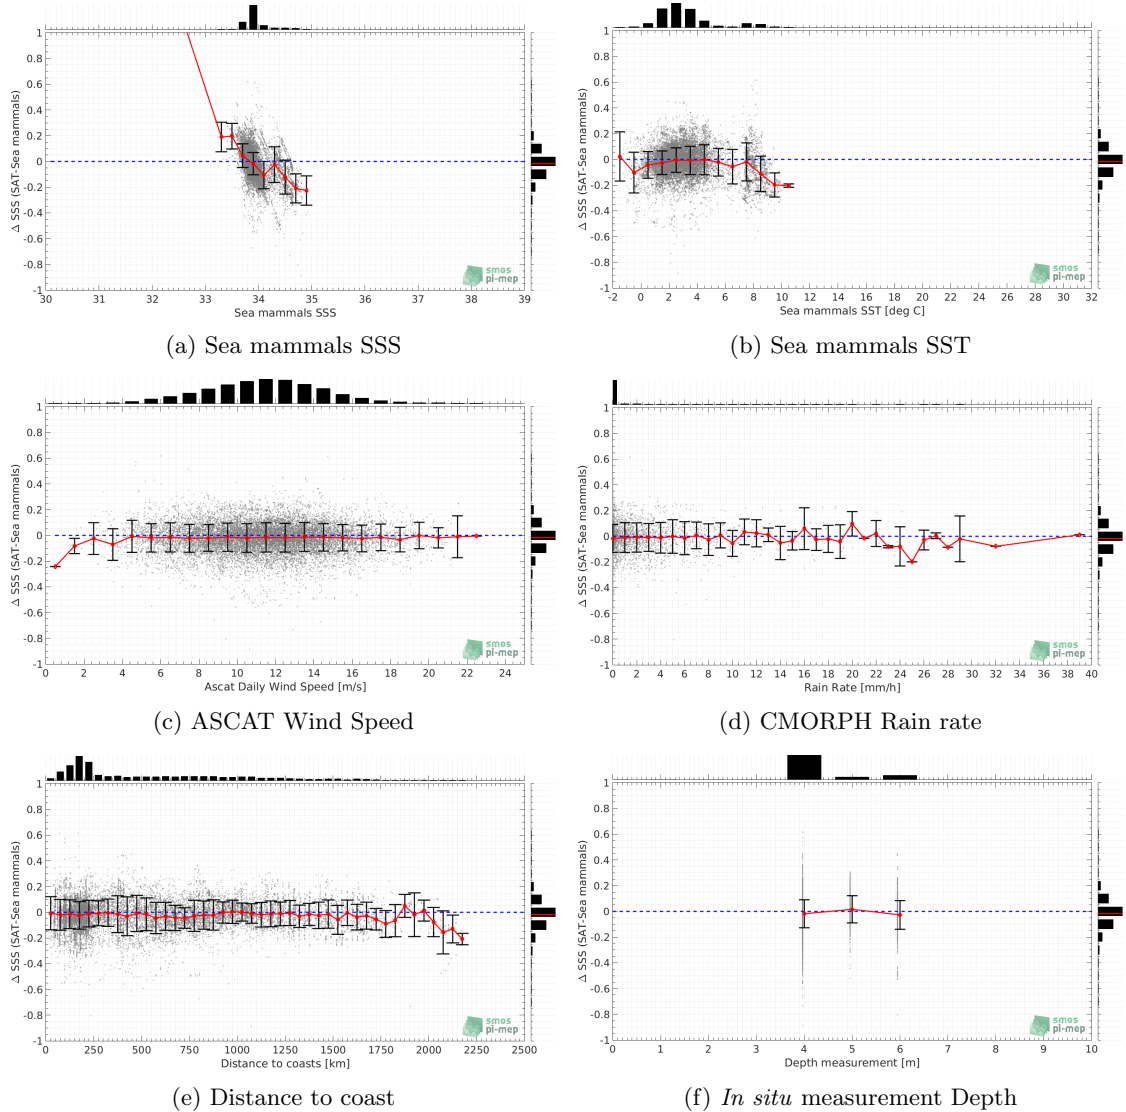 1
0.8
0.6
0.4
0.2
0
-0.2
-0.4
-0.6
-0.8
-1
Δ SSS (SAT-Sea mammals)
30 31 32 33 34 35 36 37 38 39
Sea mammals SSS
smos
pi-mep
(a) Sea mammals SSS
1
0.8
0.6
0.4
0.2
0
-0.2
-0.4
-0.6
-0.8
-1
Δ SSS (SAT-Sea mammals)
-2 0 2 4 6 8 10 12 14 16 18 20 22 24 26 28 30 32
Sea mammals SST [deg C]
smos
pi-mep
(b) Sea mammals SST
1
0.8
0.6
0.4
0.2
0
-0.2
-0.4
-0.6
-0.8
-1
Δ SSS (SAT-Sea mammals)
0 2 4 6 8 10 12 14 16 18 20 22 24
Ascat Daily Wind Speed [m/s]
smos
pi-mep
(c) ASCAT Wind Speed
1
0.8
0.6
0.4
0.2
0
-0.2
-0.4
-0.6
-0.8
-1
Δ SSS (SAT-Sea mammals)
0 2 4 6 8 10 12 14 16 18 20 22 24 26 28 30 32 34 36 38 40
Rain Rate [mm/h]
smos
pi-mep
(d) CMORPH Rain rate
1
0.8
0.6
0.4
0.2
0
-0.2
-0.4
-0.6
-0.8
-1
Δ SSS (SAT-Sea mammals)
0 250 500 750 1000 1250 1500 1750 2000 2250 2500
Distance to coasts [km]
smos
pi-mep
(e) Distance to coast
1
0.8
0.6
0.4
0.2
0
-0.2
-0.4
-0.6
-0.8
-1
Δ SSS (SAT-Sea mammals)
0 1 2 3 4 5 6 7 8 9 10
Depth measurement [m]
smos
pi-mep
(f) In situ measurement Depth